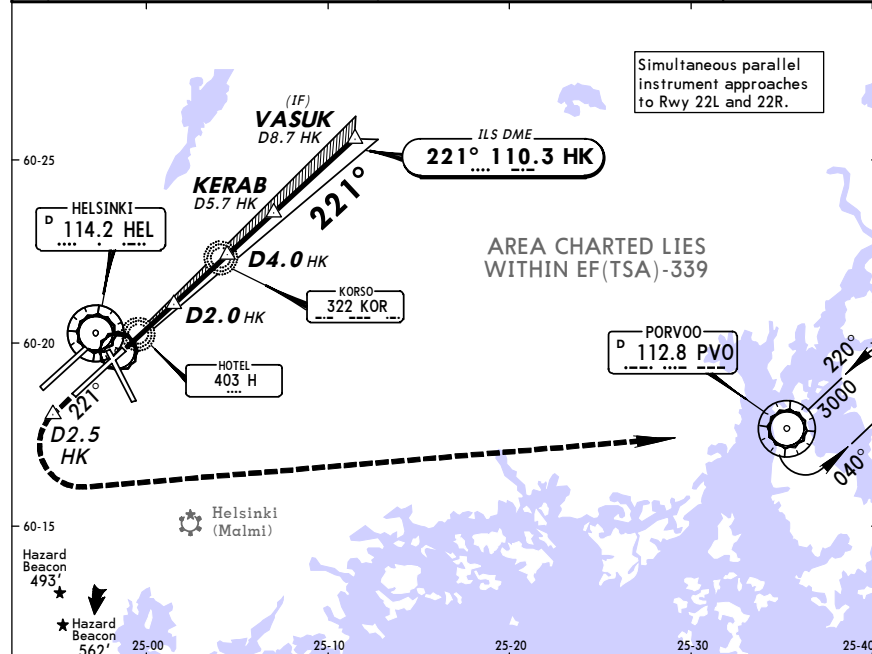 Simultaneous parallel
instrument approaches
to Rwy 22L and 22R.
(IF)
VASUK
D8.7 HK
ILS DME
221° 110.3 HK
60-25
KERAB
D5.7 HK
221°
HELSINKI
D 114.2 HEL
D4.0 HK
AREA CHARTED LIES
WITHIN EF(TSA)-339
KORSO
322 KOR
D2.0 HK
60-20
PORVOO
D 112.8 PVO
220°
3000
HOTEL
403 H
221°
D2.5
HK
040°
Helsinki
(Malmi)
60-15
Hazard
Beacon
493'
Hazard
Beacon
562'
25-00
25-10
25-20
25-30
25-40